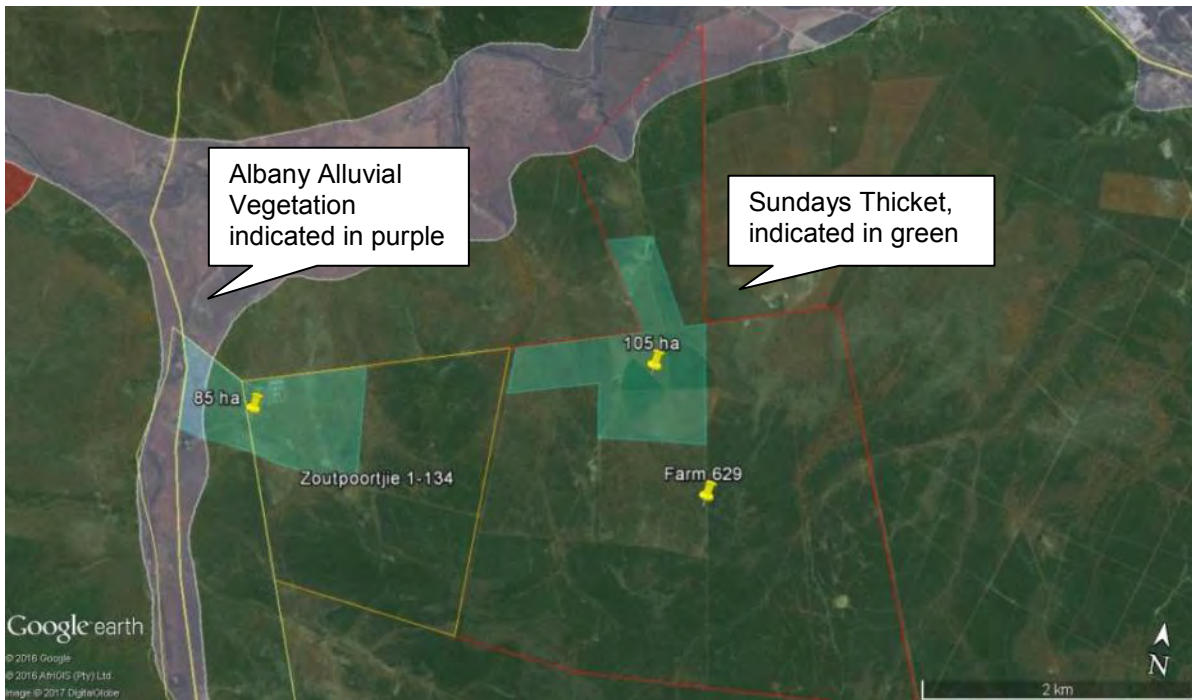 Albany Alluvial
Vegetation
indicated in purple
Sundays Thicket,
indicated in green
105 ha
85 ha
Zoutpoortjie 1-134
Farm 629
Google earth
© 2016 Google
© 2016 AfriGIS (Pty) Ltd.
Image © 2017 DigitalGlobe
N
2 km